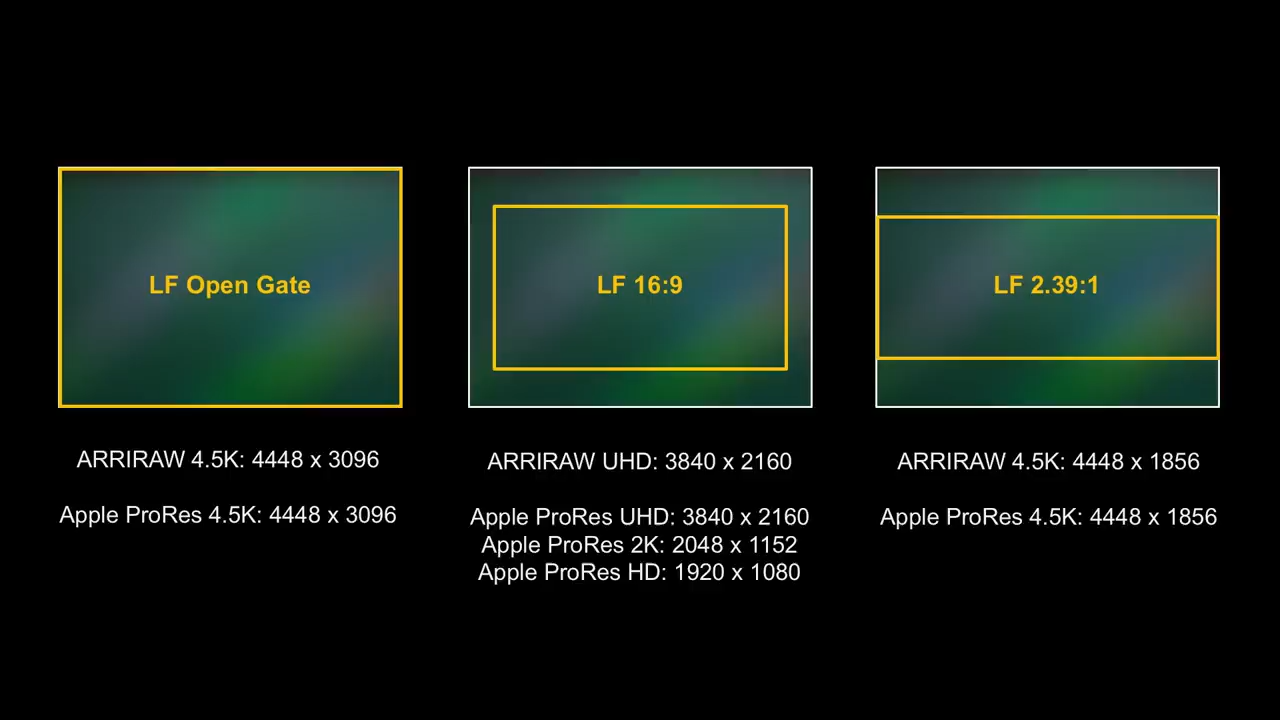 LF Open Gate
ARRIRAW 4.5K: 4448 x 3096
Apple ProRes 4.5K: 4448 x 3096
LF 16:9
ARRIRAW UHD: 3840 x 2160
Apple ProRes UHD: 3840 x 2160
Apple ProRes 2K: 2048 x 1152
Apple ProRes HD: 1920 x 1080
LF 2.39:1
ARRIRAW 4.5K: 4448 x 1856
Apple ProRes 4.5K: 4448 x 1856